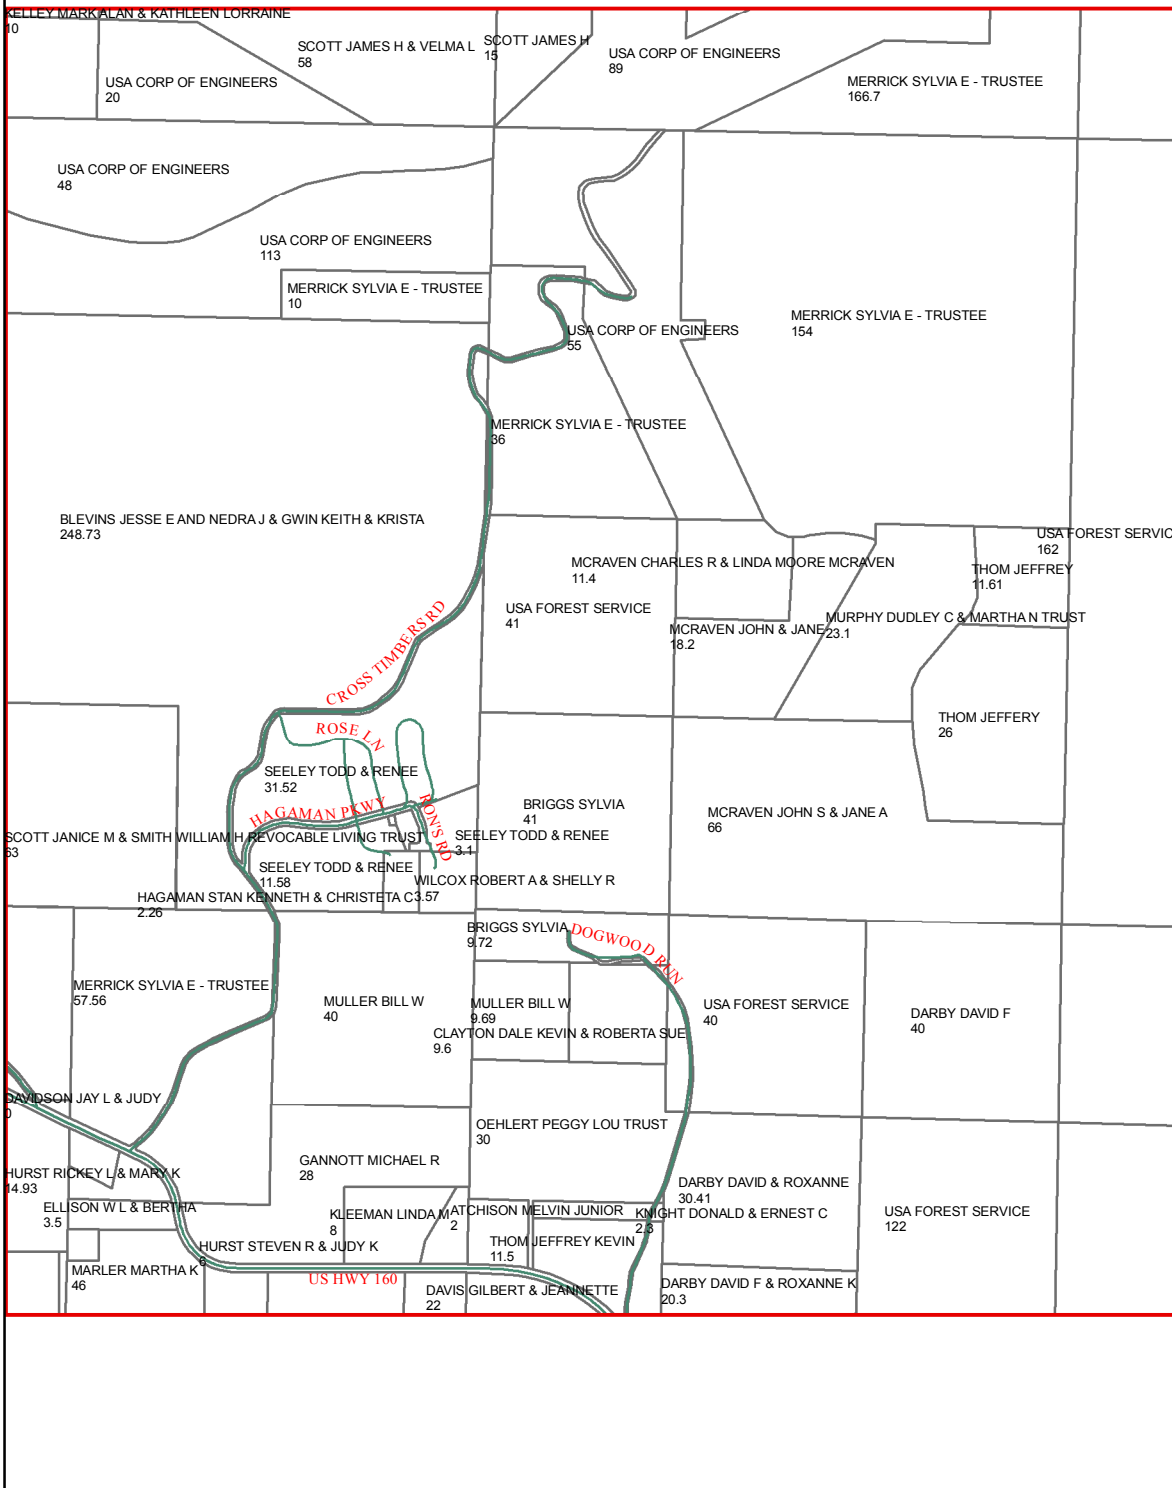 KELLEY MARK ALAN & KATHLEEN LORRAINE
10
SCOTT JAMES H & VELMA L
58
SCOTT JAMES H
15
USA CORP OF ENGINEERS
89
USA CORP OF ENGINEERS
20
MERRICK SYLVIA E - TRUSTEE
166.7
USA CORP OF ENGINEERS
48
USA CORP OF ENGINEERS
113
MERRICK SYLVIA E - TRUSTEE
10
MERRICK SYLVIA E - TRUSTEE
154
USA CORP OF ENGINEERS
55
MERRICK SYLVIA E - TRUSTEE
36
BLEVINS JESSE E AND NEDRA J & GWIN KEITH & KRISTA
248.73
USA FOREST SERVIC
162
MCRAVEN CHARLES R & LINDA MOORE MCRAVEN
11.4
THOM JEFFREY
11.61
USA FOREST SERVICE
41
MURPHY DUDLEY C & MARTHA N TRUST
23.1
MCRAVEN JOHN & JANE
18.2
CROSS TIMBERS RD
THOM JEFFERY
26
ROSE LN
SEELEY TODD & RENEE
31.52
HAGAMAN PKWY
RON'S RD
BRIGGS SYLVIA
41
MCRAVEN JOHN S & JANE A
66
SCOTT JANICE M & SMITH WILLIAM H REVOCABLE LIVING TRUST
63
SEELEY TODD & RENEE
3.1
SEELEY TODD & RENEE
11.58
WILCOX ROBERT A & SHELLY R
3.57
HAGAMAN STAN KENNETH & CHRISTETA C
2.26
BRIGGS SYLVIA
9.72
DOGWOOD RUN
MERRICK SYLVIA E - TRUSTEE
57.56
MULLER BILL W
40
MULLER BILL W
9.69
USA FOREST SERVICE
40
DARBY DAVID F
40
CLAYTON DALE KEVIN & ROBERTA SUE
9.6
DAVIDSON JAY L & JUDY
0
OEHLERT PEGGY LOU TRUST
30
GANNOTT MICHAEL R
28
HURST RICKEY L & MARY K
14.93
DARBY DAVID & ROXANNE
30.41
ELLISON W L & BERTHA
3.5
KLEEMAN LINDA M
8
ATCHISON MELVIN JUNIOR
2
KNIGHT DONALD & ERNEST C
2.3
USA FOREST SERVICE
122
HURST STEVEN R & JUDY K
6
THOM JEFFREY KEVIN
11.5
MARLER MARTHA K
46
US HWY 160
DAVIS GILBERT & JEANNETTE
22
DARBY DAVID F & ROXANNE K
20.3